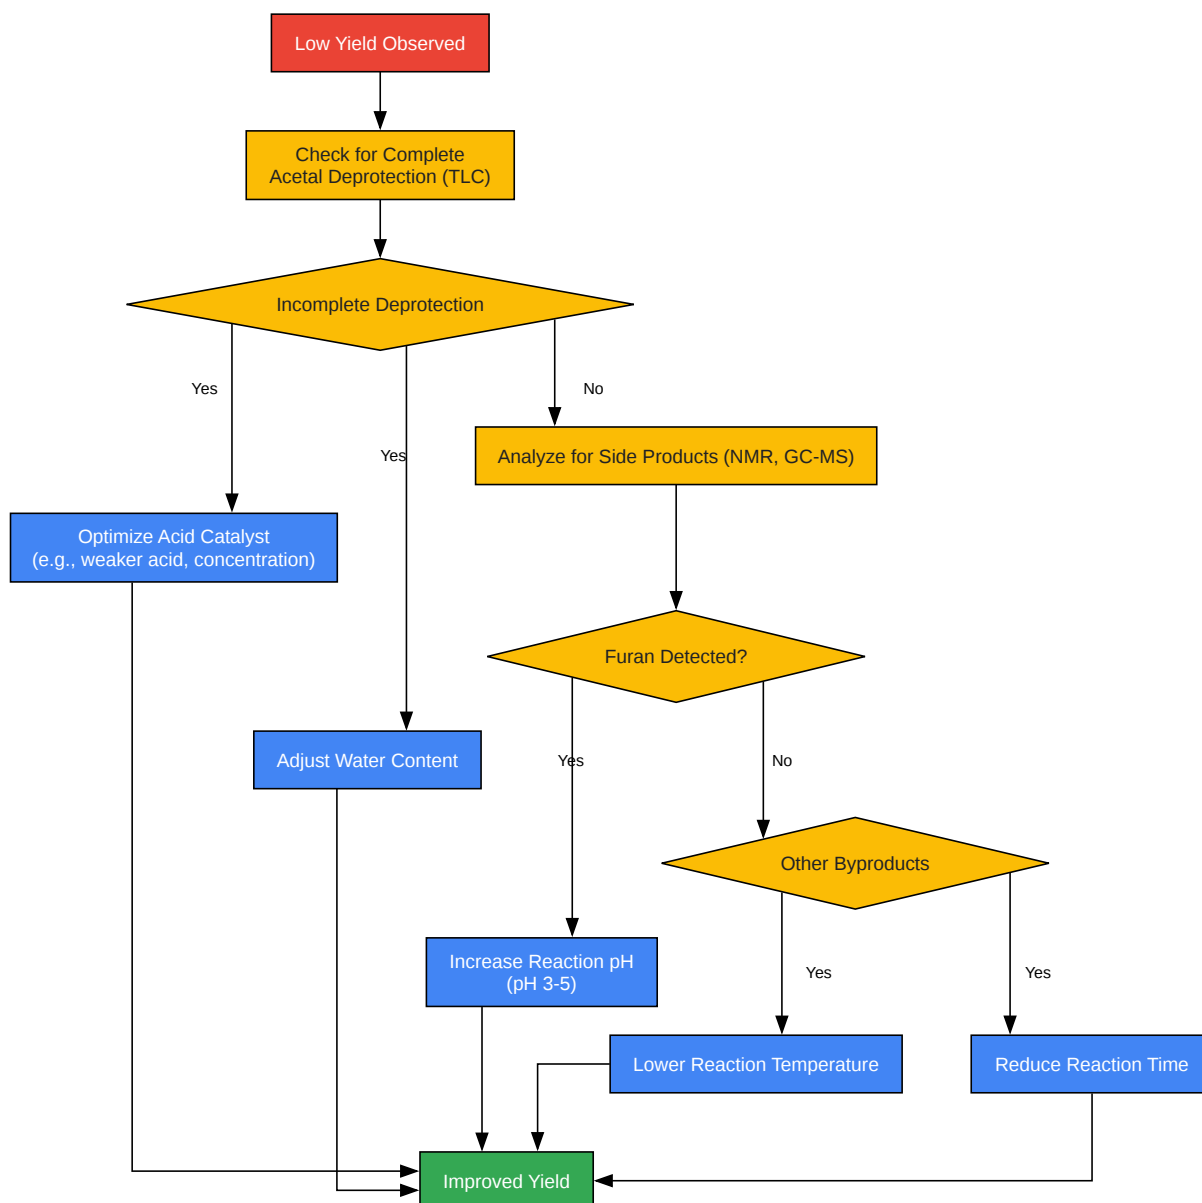 Low Yield Observed
Check for Complete
Acetal Deprotection (TLC)
Incomplete Deprotection
Yes
No
Yes
Analyze for Side Products (NMR, GC-MS)
Optimize Acid Catalyst
(e.g., weaker acid, concentration)
Furan Detected?
Adjust Water Content
Yes
No
Other Byproducts
Increase Reaction pH
(pH 3-5)
Yes
Yes
Lower Reaction Temperature
Reduce Reaction Time
Improved Yield